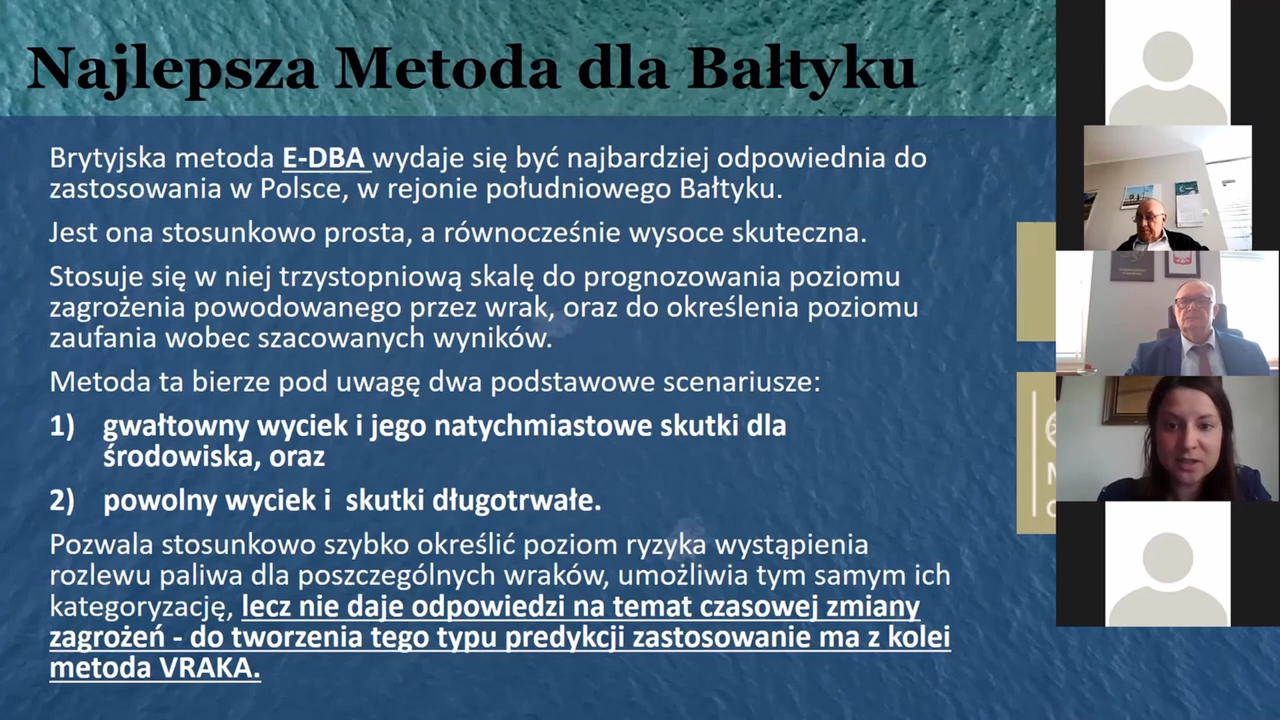 Najlepsza Metoda dla Bałtyku
Brytyjska metoda E-DBA wydaje się być najbardziej odpowiednia do
zastosowania w Polsce, w rejonie południowego Bałtyku.
Jest ona stosunkowo prosta, a równocześnie wysoce skuteczna.
Stosuje się w niej trzystopniową skalę do prognozowania poziomu
zagrożenia powodowanego przez wrak, oraz do określenia poziomu
zaufania wobec szacowanych wyników.
Metoda ta bierze pod uwagę dwa podstawowe scenariusze:
1) gwałtowny wyciek i jego natychmiastowe skutki dla
środowiska, oraz
2) powolny wyciek i  skutki długotrwałe.
Pozwala stosunkowo szybko określić poziom ryzyka wystąpienia
rozlewu paliwa dla poszczególnych wraków, umożliwia tym samym ich
kategoryzację, lecz nie daje odpowiedzi na temat czasowej zmiany
zagrożeń - do tworzenia tego typu predykcji zastosowanie ma z kolei
metoda VRAKA.